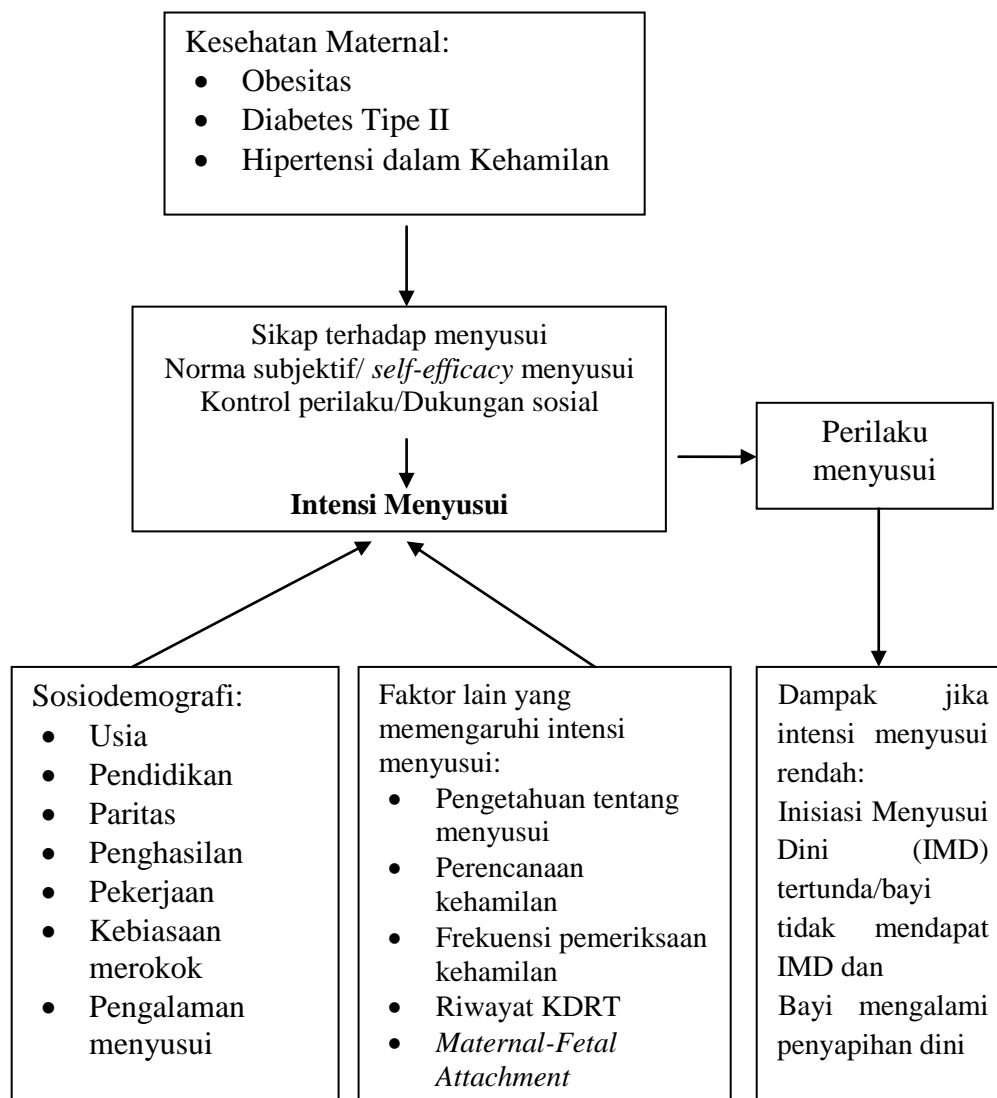 Kesehatan Maternal:
• Obesitas
• Diabetes Tipe II
• Hipertensi dalam Kehamilan
Sikap terhadap menyusui
Norma subjektif/ self-efficacy menyusui
Kontrol perilaku/Dukungan sosial
Intensi Menyusui
Perilaku
menyusui
Sosiodemografi:
• Usia
• Pendidikan
• Paritas
• Penghasilan
• Pekerjaan
• Kebiasaan
merokok
• Pengalaman
menyusui
Faktor lain yang
memengaruhi intensi
menyusui:
• Pengetahuan tentang
menyusui
• Perencanaan
kehamilan
• Frekuensi pemeriksaan
kehamilan
• Riwayat KDRT
• Maternal-Fetal
Attachment
Dampak jika
intensi menyusui
rendah:
Inisiasi Menyusui
Dini (IMD)
tertunda/bayi
tidak mendapat
IMD dan
Bayi mengalami
penyapihan dini